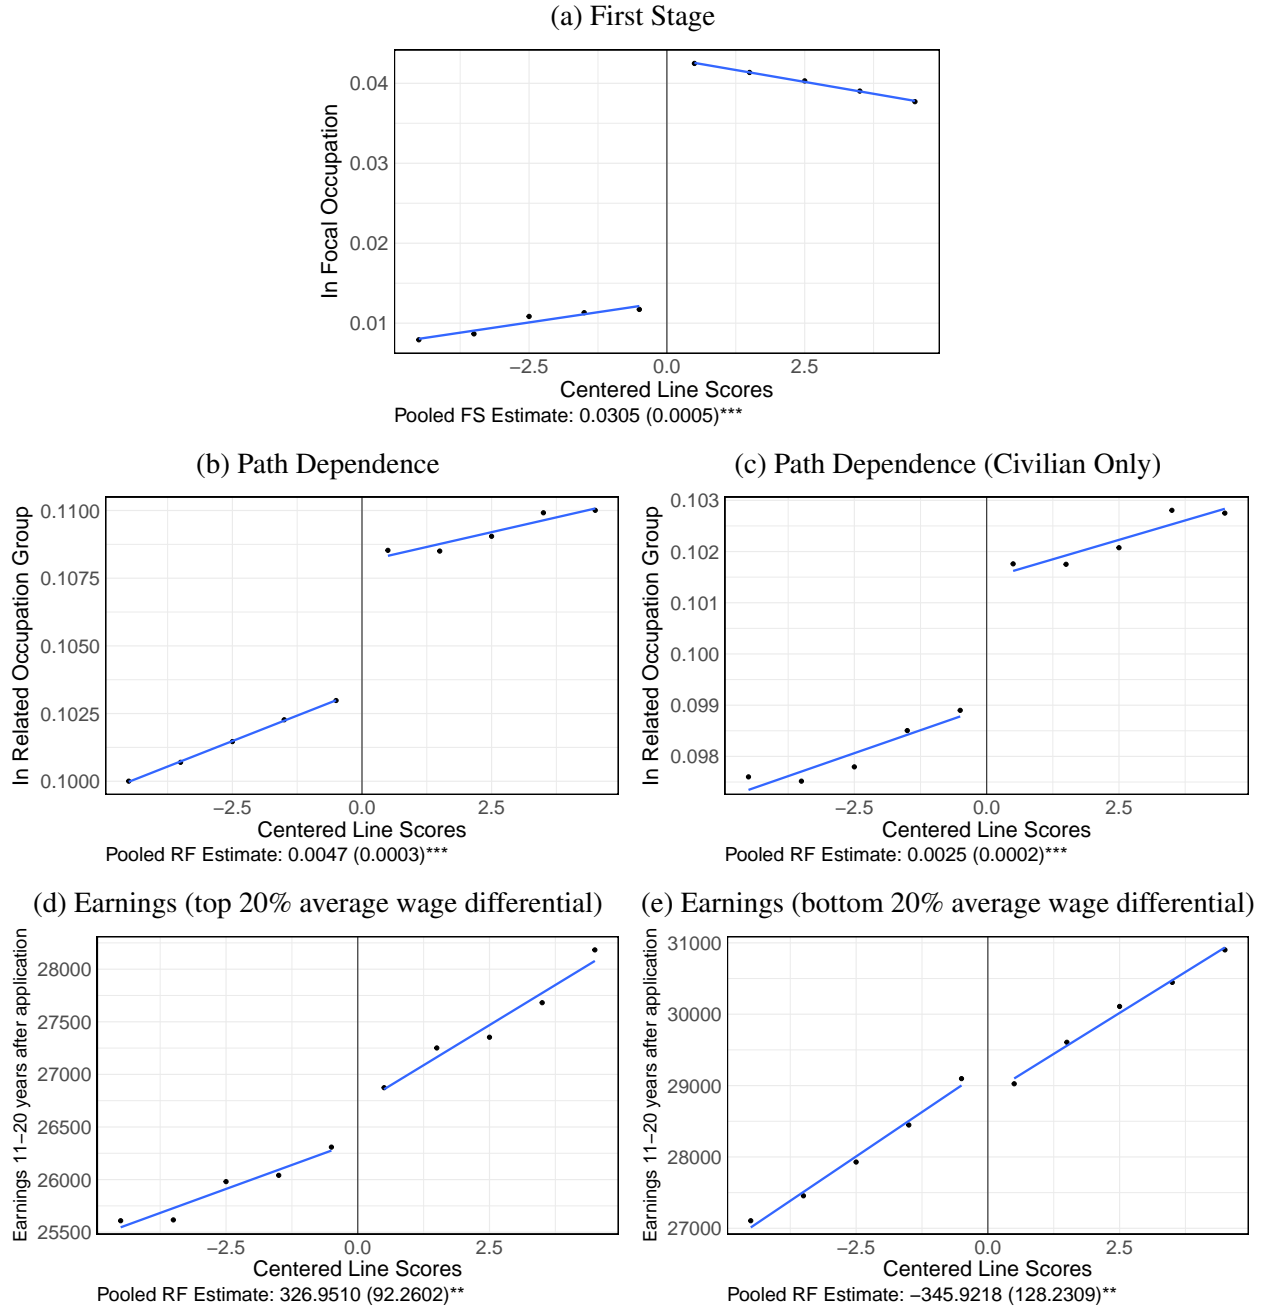 (a) First Stage
In Focal Occupation
0.04
0.03
0.02
0.01
−2.5 0.0 2.5
Centered Line Scores
Pooled FS Estimate: 0.0305 (0.0005)***
(b) Path Dependence
In Related Occupation Group
0.1100
0.1075
0.1050
0.1025
0.1000
−2.5 0.0 2.5
Centered Line Scores
Pooled RF Estimate: 0.0047 (0.0003)***
(c) Path Dependence (Civilian Only)
In Related Occupation Group
0.103
0.102
0.101
0.100
0.099
0.098
−2.5 0.0 2.5
Centered Line Scores
Pooled RF Estimate: 0.0025 (0.0002)***
(d) Earnings (top 20% average wage differential)
Earnings 11−20 years after application
28000
27500
27000
26500
26000
25500
−2.5 0.0 2.5
Centered Line Scores
Pooled RF Estimate: 326.9510 (92.2602)**
(e) Earnings (bottom 20% average wage differential)
Earnings 11−20 years after application
31000
30000
29000
28000
27000
−2.5 0.0 2.5
Centered Line Scores
Pooled RF Estimate: −345.9218 (128.2309)**